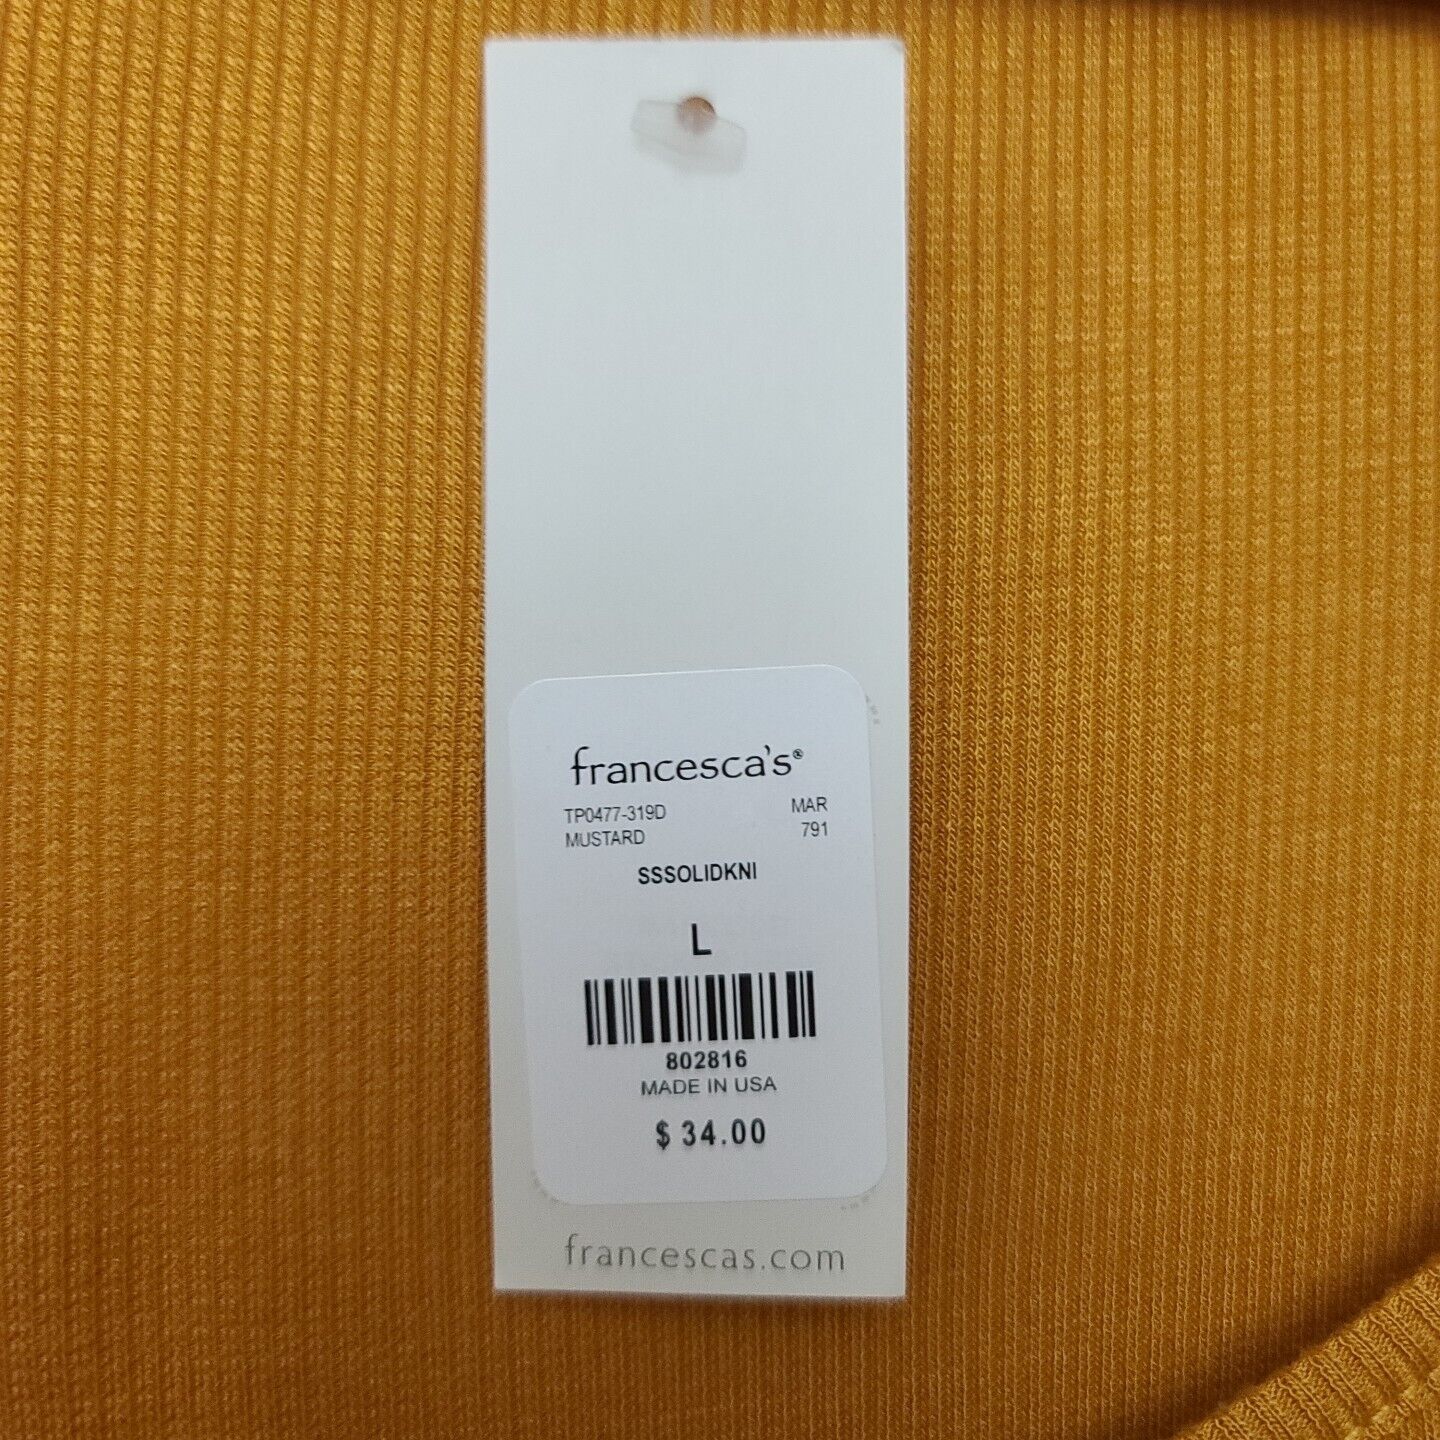 francesca's®
TP0477-319D MAR
MUSTARD 791
SSSOLIDKNI
L
802816
MADE IN USA
$ 34.00
francescas.com